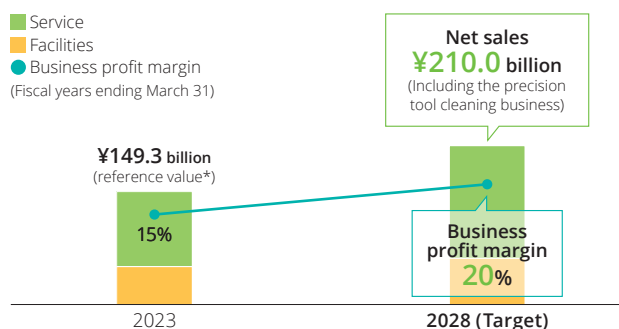 Service
Facilities
Business profit margin
(Fiscal years ending March 31)
Net sales
¥210.0 billion
(Including the precision
tool cleaning business)
¥149.3 billion
(reference value*)
15%
Business
profit margin
20%
2023
2028 (Target)